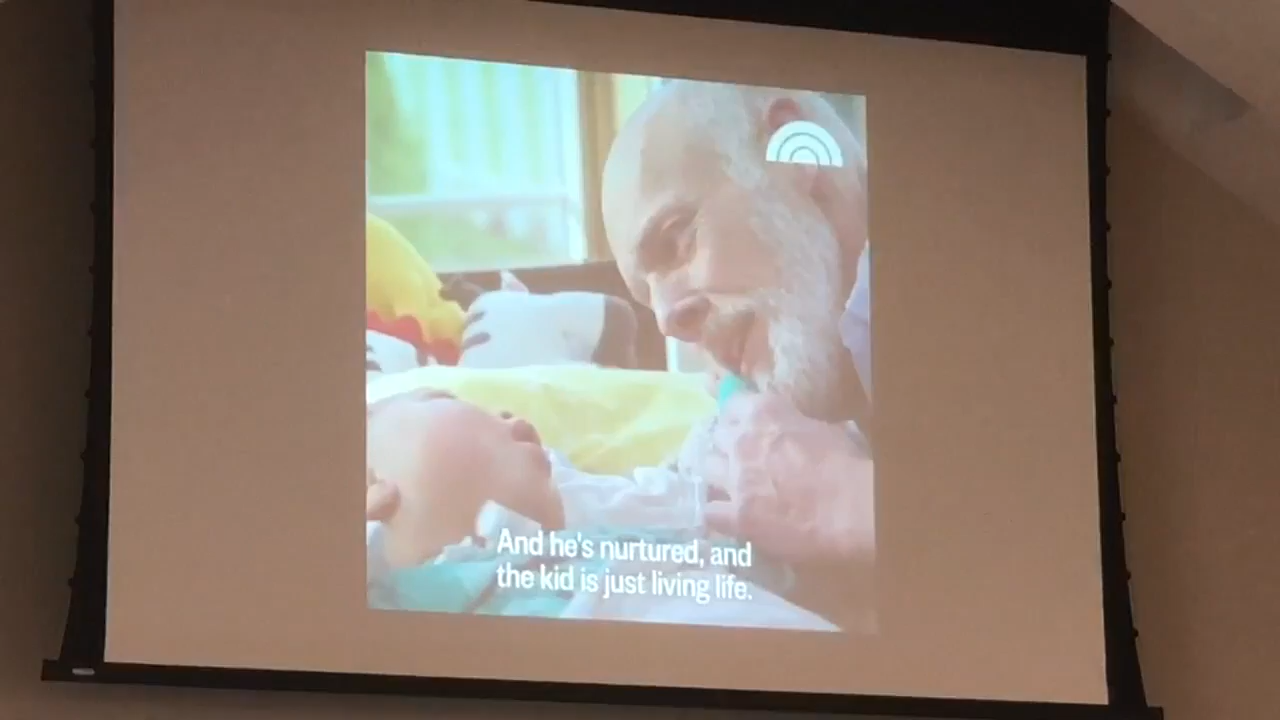 And he's nurtured, and
the kid is just living life.